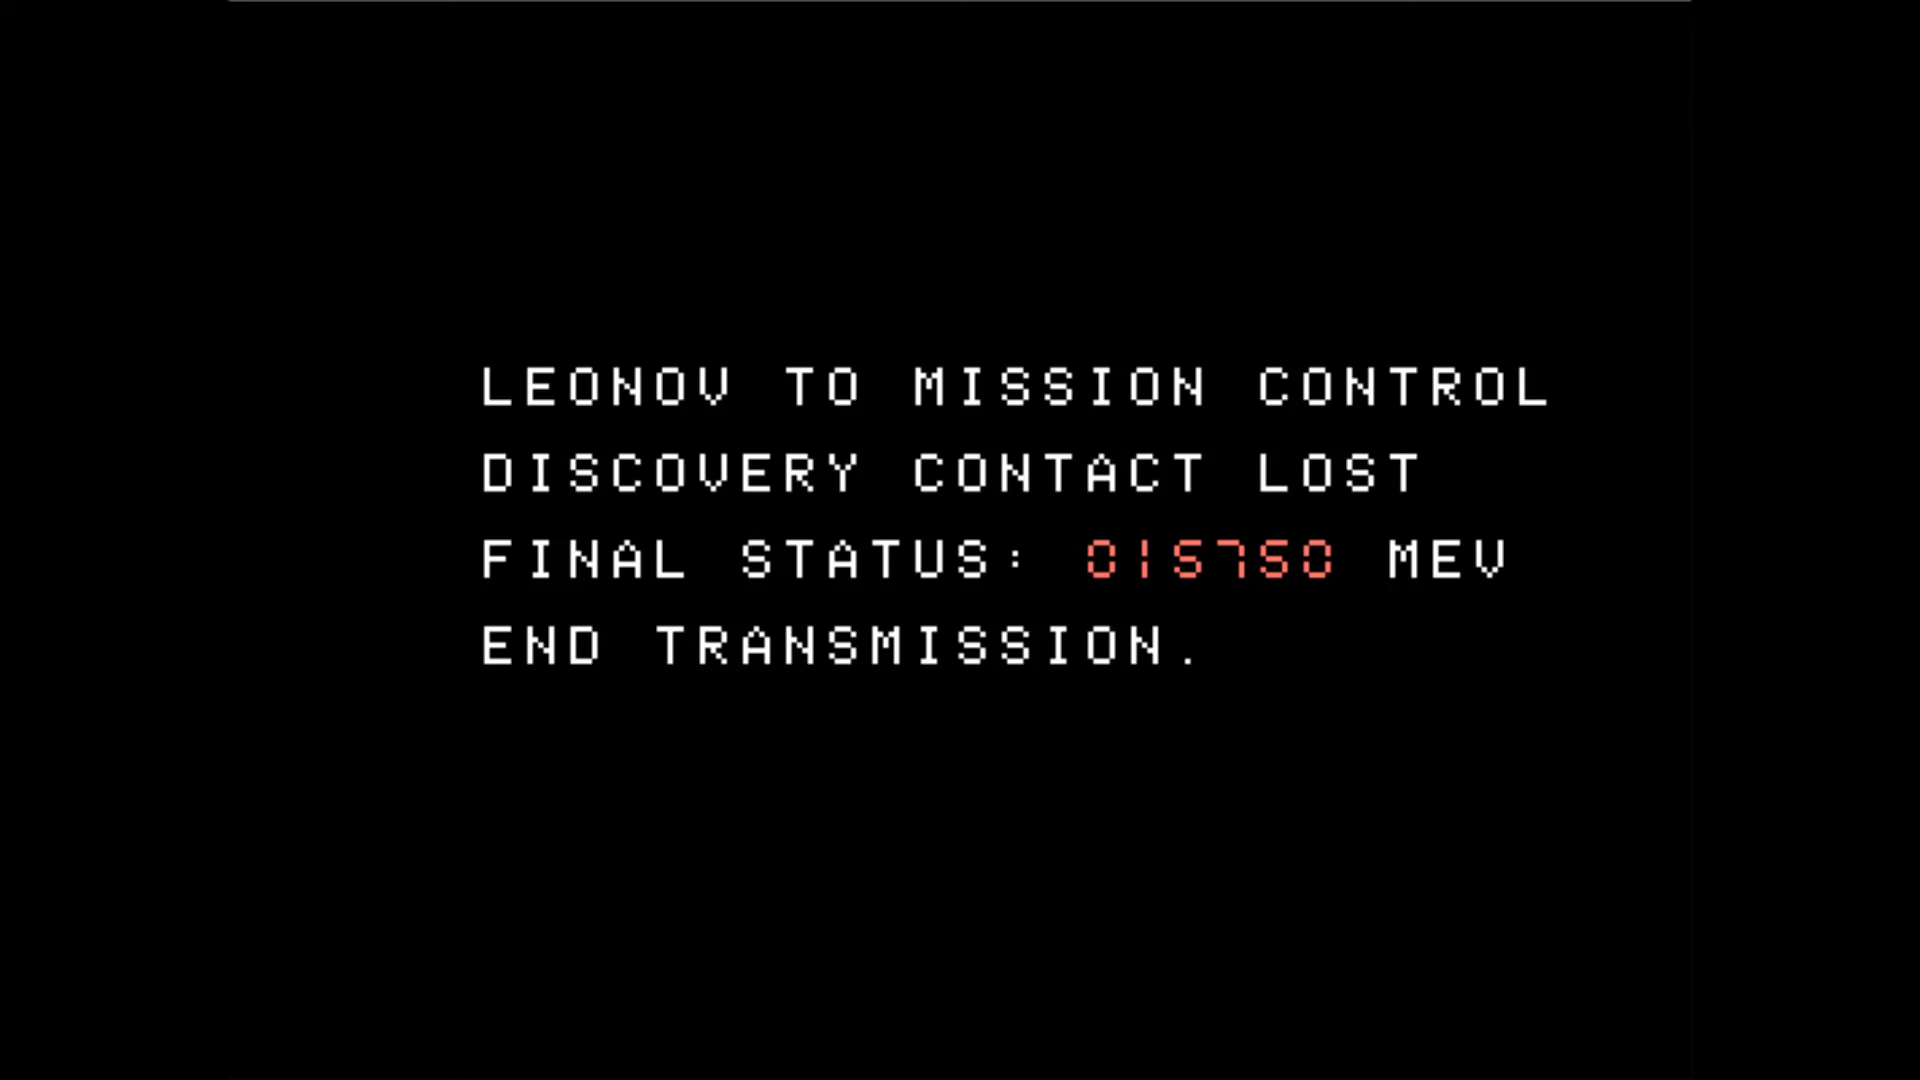 LEONOV TO MISSION CONTROL
DISCOVERY CONTACT LOST
FINAL STATUS: 015750 MEV
END TRANSMISSION.